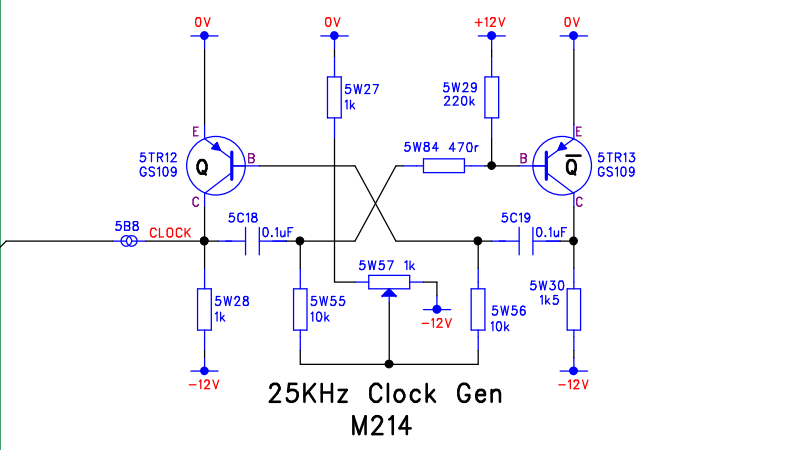 0V 0V +12V 0V
5W27
1k
5W29
220k
E E
5TR12
GS109
Q B
5W84 470r
B Q
5TR13
GS109
C C
5B8 CLOCK
5C18
0.1uF
5C19
0.1uF
5W57 1k
5W28
1k
5W55
10k
-12V
5W56
10k
5W30
1k5
-12V -12V
25KHz Clock Gen
M214